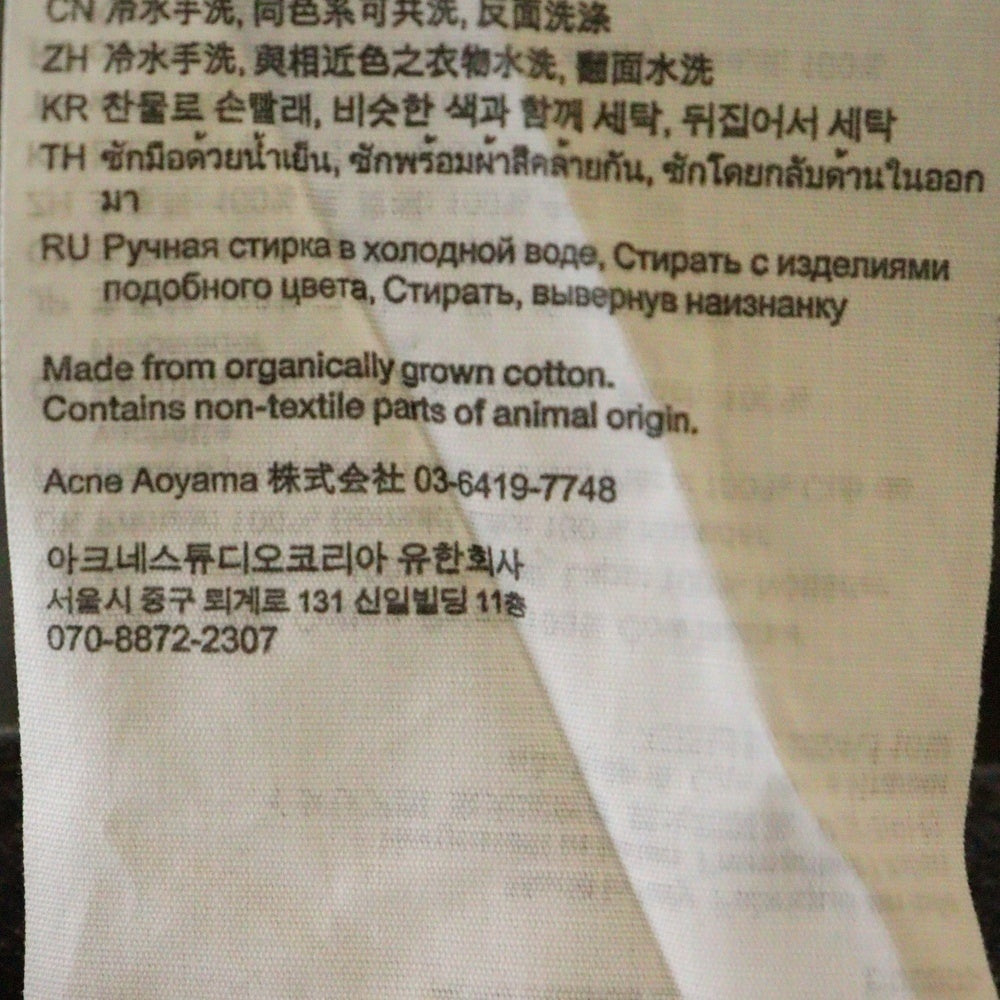 CN 冷水手洗, 同色系可共洗, 反面洗涤
ZH 冷水手洗, 與相近色之衣物水洗, 翻面水洗
KR 찬물로 손빨래, 비슷한 색과 함께 세탁, 뒤집어서 세탁
TH ซักมือด้วยน้ำเย็น, ซักพร้อมผ้าสีคล้ายกัน, ซักโดยกลับด้านในออก
มา
RU Ручная стирка в холодной воде, Стирать с изделиями
подобного цвета, Стирать, вывернув наизнанку
Made from organically grown cotton.
Contains non-textile parts of animal origin.
Acne Aoyama 株式会社 03-6419-7748
아크네스튜디오코리아 유한회사
서울시 중구 퇴계로 131 신일빌딩 11층
070-8872-2307